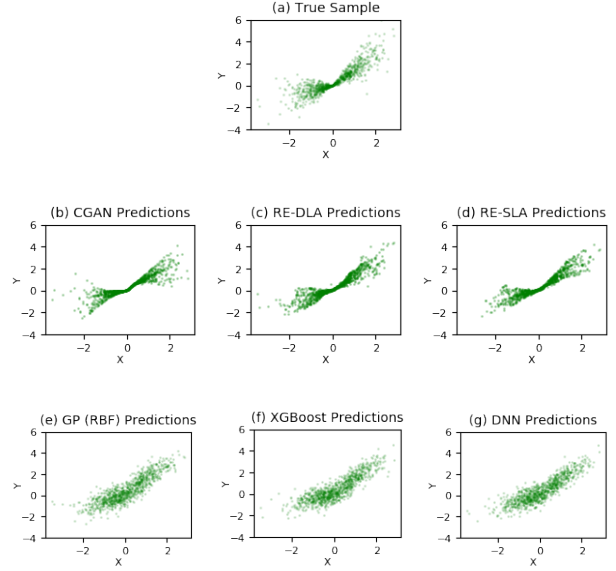 (a) True Sample
6
4
2
0
−2
−4
Y
−2 0 2
X
(b) CGAN Predictions
6
4
2
0
−2
−4
Y
−2 0 2
X
(c) RE-DLA Predictions
6
4
2
0
−2
−4
Y
−2 0 2
X
(d) RE-SLA Predictions
6
4
2
0
−2
−4
Y
−2 0 2
X
(e) GP (RBF) Predictions
6
4
2
0
−2
−4
Y
−2 0 2
X
(f) XGBoost Predictions
6
4
2
0
−2
−4
Y
−2 0 2
X
(g) DNN Predictions
6
4
2
0
−2
−4
Y
−2 0 2
X